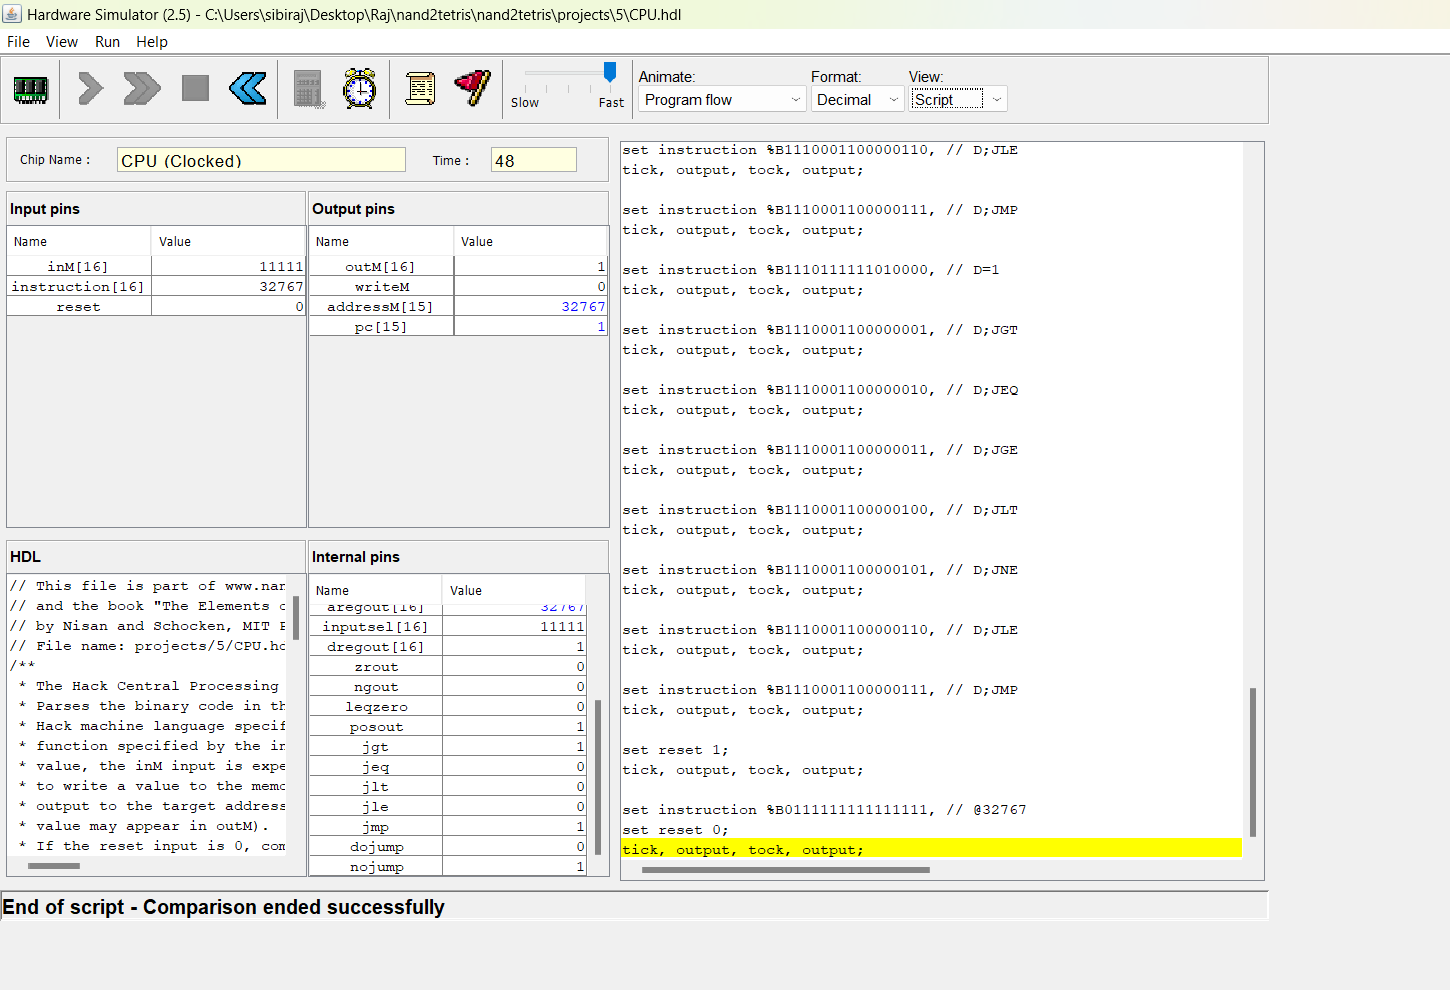 Hardware Simulator (2.5) - C:\Users\sibiraj\Desktop\Raj\nand2tetris\nand2tetris\projects\5\CPU.hdl
File View Run Help
Slow Fast
Animate: Format: View:
Program flow Decimal Script
Chip Name : CPU (Clocked) Time : 48
Input pins
Name Value
inM[16] 11111
instruction[16] 32767
reset 0
Output pins
Name Value
outM[16] 1
writeM 0
addressM[15] 32767
pc[15] 1
HDL
// This file is part of www.nan
// and the book "The Elements o
// by Nisan and Schocken, MIT P
// File name: projects/5/CPU.hd
/**
* The Hack Central Processing
* Parses the binary code in th
* Hack machine language specif
* function specified by the in
* value, the inM input is expe
* to write a value to the memo
* output to the target address
* value may appear in outM).
* If the reset input is 0, com
Internal pins
Name Value
aregout[16] 32767
inputsel[16] 11111
dregout[16] 1
zrout 0
ngout 0
leqzero 0
posout 1
jgt 1
jeq 0
jlt 0
jle 0
jmp 1
dojump 0
nojump 1
set instruction %B1110001100000110, // D;JLE
tick, output, tock, output;
set instruction %B1110001100000111, // D;JMP
tick, output, tock, output;
set instruction %B1110111111010000, // D=1
tick, output, tock, output;
set instruction %B1110001100000001, // D;JGT
tick, output, tock, output;
set instruction %B1110001100000010, // D;JEQ
tick, output, tock, output;
set instruction %B1110001100000011, // D;JGE
tick, output, tock, output;
set instruction %B1110001100000100, // D;JLT
tick, output, tock, output;
set instruction %B1110001100000101, // D;JNE
tick, output, tock, output;
set instruction %B1110001100000110, // D;JLE
tick, output, tock, output;
set instruction %B1110001100000111, // D;JMP
tick, output, tock, output;
set reset 1;
tick, output, tock, output;
set instruction %B0111111111111111, // @32767
set reset 0;
tick, output, tock, output;
End of script - Comparison ended successfully